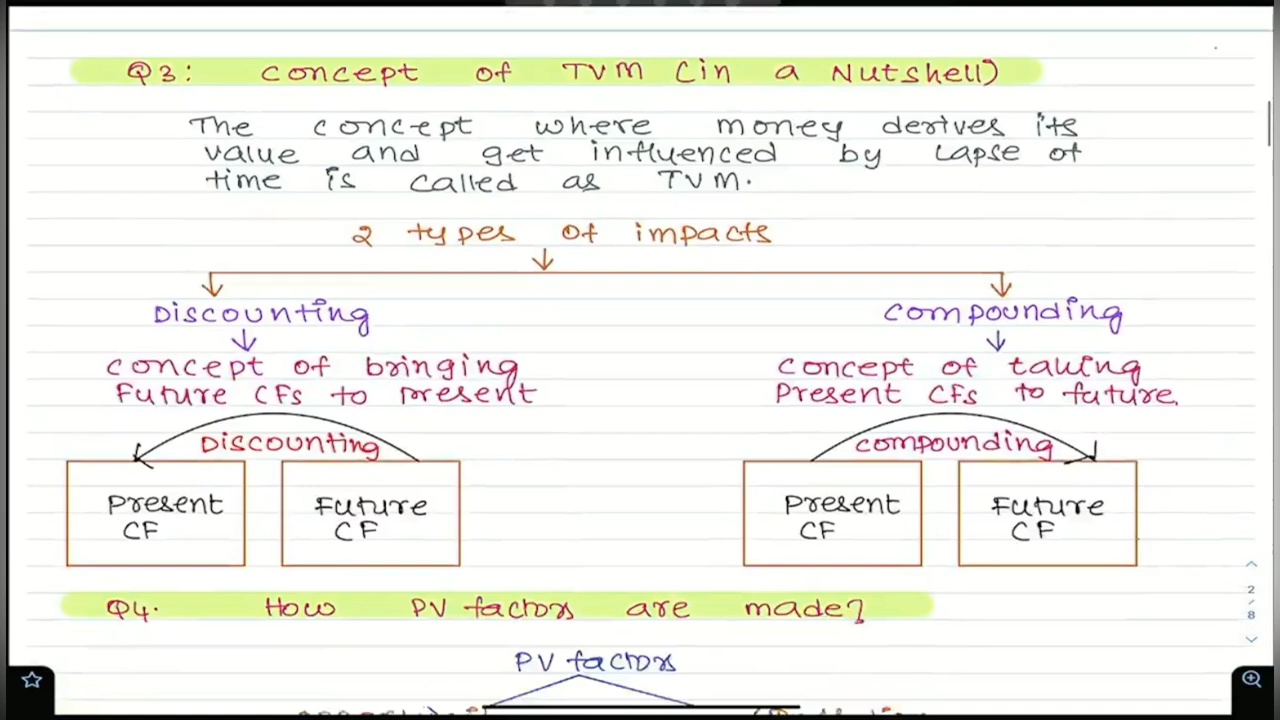 Q3: Concept of TVM (in a Nutshell)
The concept where money derives its
value and get influenced by lapse of
time is called as TVM.
2 types of impacts
Discounting
Compounding
Concept of bringing
Future CFs to present
Concept of taking
Present CFs to future.
Discounting
Compounding
Present
CF
Future
CF
Present
CF
Future
CF
Q4. How PV factors are made?
PV factors
2
/
8